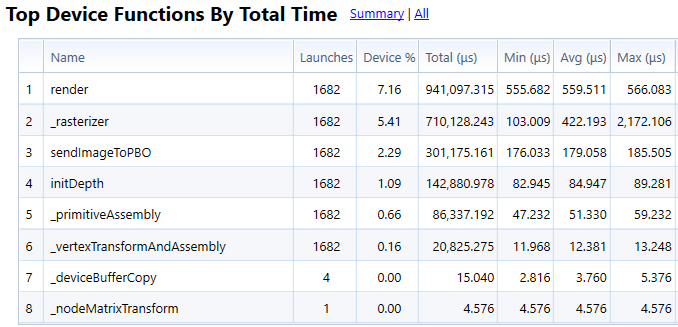 Top Device Functions By Total Time Summary | All
Name Launches Device % Total (µs) Min (µs) Avg (µs) Max (µs)
1 render 1682 7.16 941,097.315 555.682 559.511 566.083
2 _rasterizer 1682 5.41 710,128.243 103.009 422.193 2,172.106
3 sendImageToPBO 1682 2.29 301,175.161 176.033 179.058 185.505
4 initDepth 1682 1.09 142,880.978 82.945 84.947 89.281
5 _primitiveAssembly 1682 0.66 86,337.192 47.232 51.330 59.232
6 _vertexTransformAndAssembly 1682 0.16 20,825.275 11.968 12.381 13.248
7 _deviceBufferCopy 4 0.00 15.040 2.816 3.760 5.376
8 _nodeMatrixTransform 1 0.00 4.576 4.576 4.576 4.576